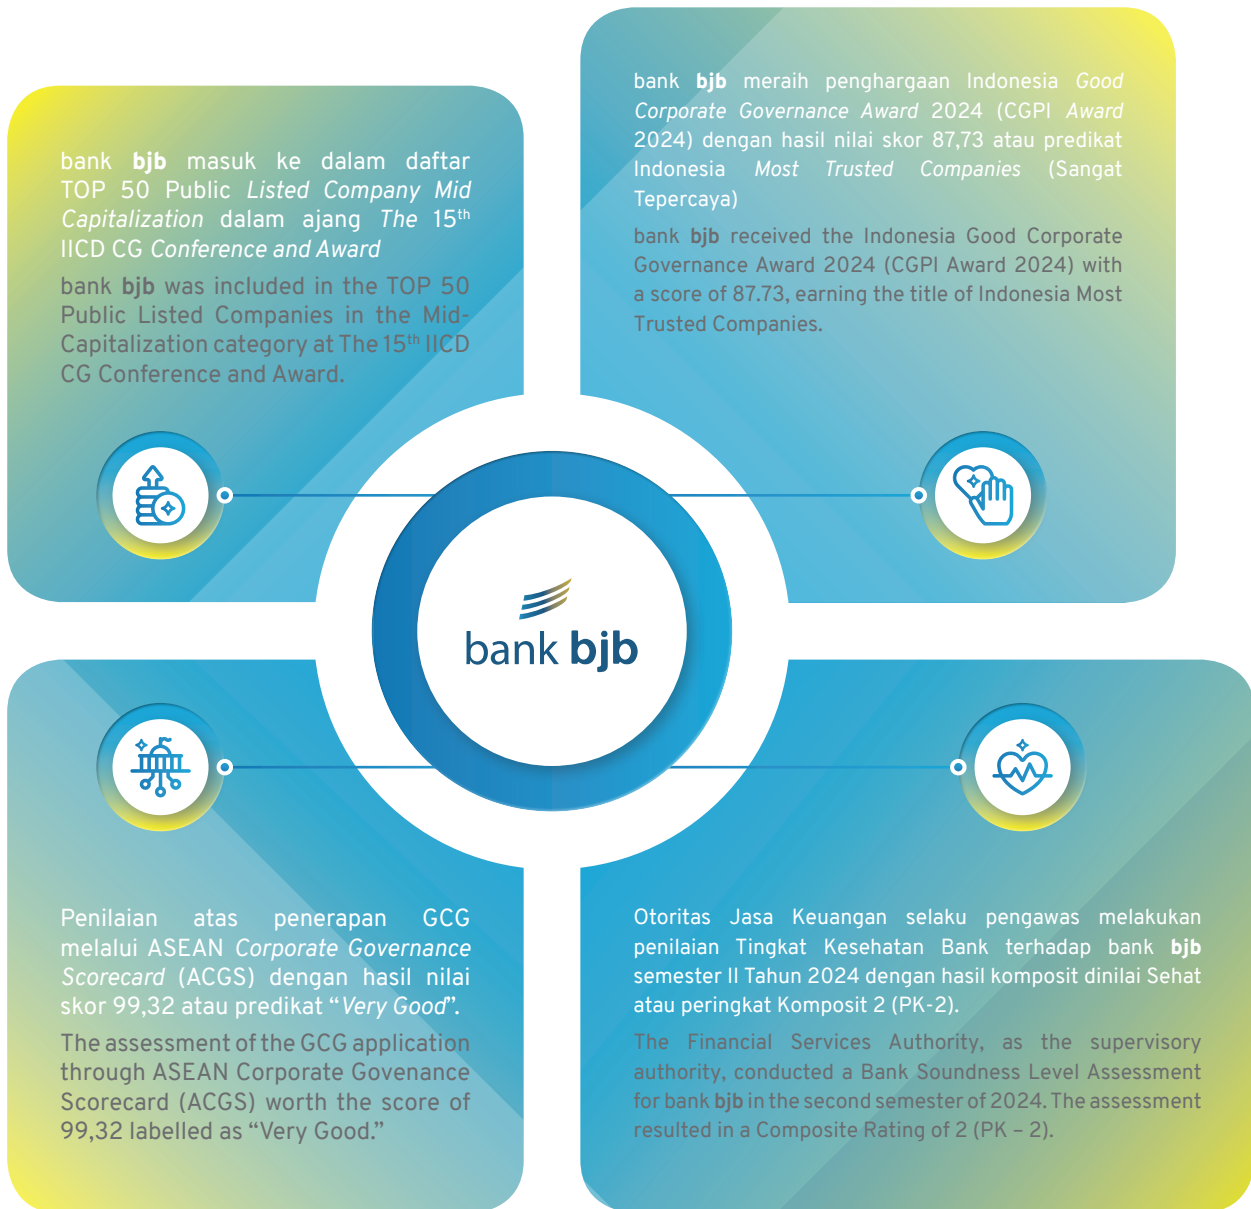 bank bjb masuk ke dalam daftar
TOP 50 Public Listed Company Mid
Capitalization dalam ajang The 15th
IICD CG Conference and Award
bank bjb was included in the TOP 50
Public Listed Companies in the Mid-
Capitalization category at The 15th IICD
CG Conference and Award.
bank bjb meraih penghargaan Indonesia Good
Corporate Governance Award 2024 (CGPI Award
2024) dengan hasil nilai skor 87,73 atau predikat
Indonesia Most Trusted Companies (Sangat
Tepercaya)
bank bjb received the Indonesia Good Corporate
Governance Award 2024 (CGPI Award 2024) with
a score of 87.73, earning the title of Indonesia Most
Trusted Companies.
bank bjb
Penilaian atas penerapan GCG
melalui ASEAN Corporate Governance
Scorecard (ACGS) dengan hasil nilai
skor 99,32 atau predikat “Very Good”.
The assessment of the GCG application
through ASEAN Corporate Govenance
Scorecard (ACGS) worth the score of
99,32 labelled as “Very Good.”
Otoritas Jasa Keuangan selaku pengawas melakukan
penilaian Tingkat Kesehatan Bank terhadap bank bjb
semester II Tahun 2024 dengan hasil komposit dinilai Sehat
atau peringkat Komposit 2 (PK-2).
The Financial Services Authority, as the supervisory
authority, conducted a Bank Soundness Level Assessment
for bank bjb in the second semester of 2024. The assessment
resulted in a Composite Rating of 2 (PK – 2).